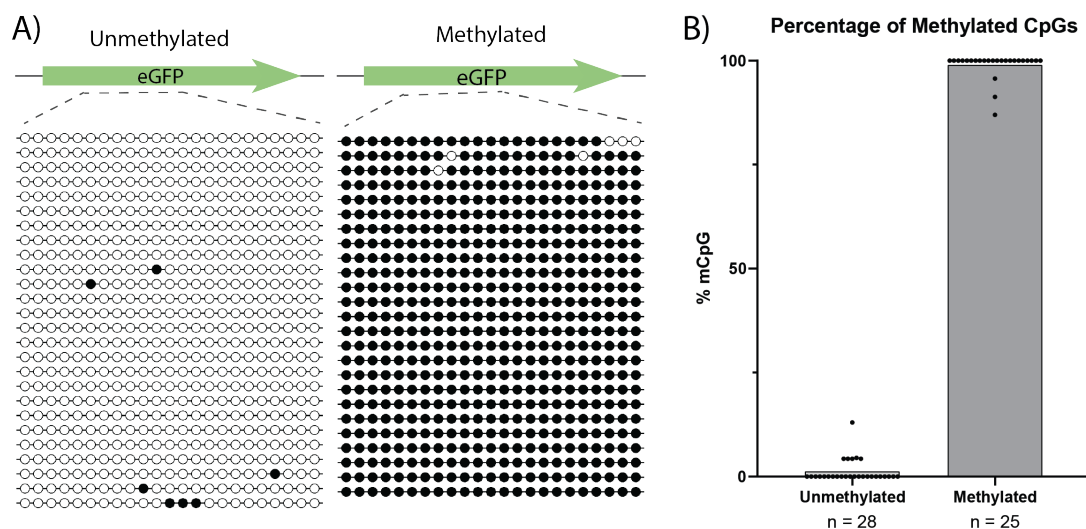 A)
Unmethylated
Methylated
eGFP
eGFP
B)
Percentage of Methylated CpGs
% mCpG
100
50
0
Unmethylated
Methylated
n = 28
n = 25